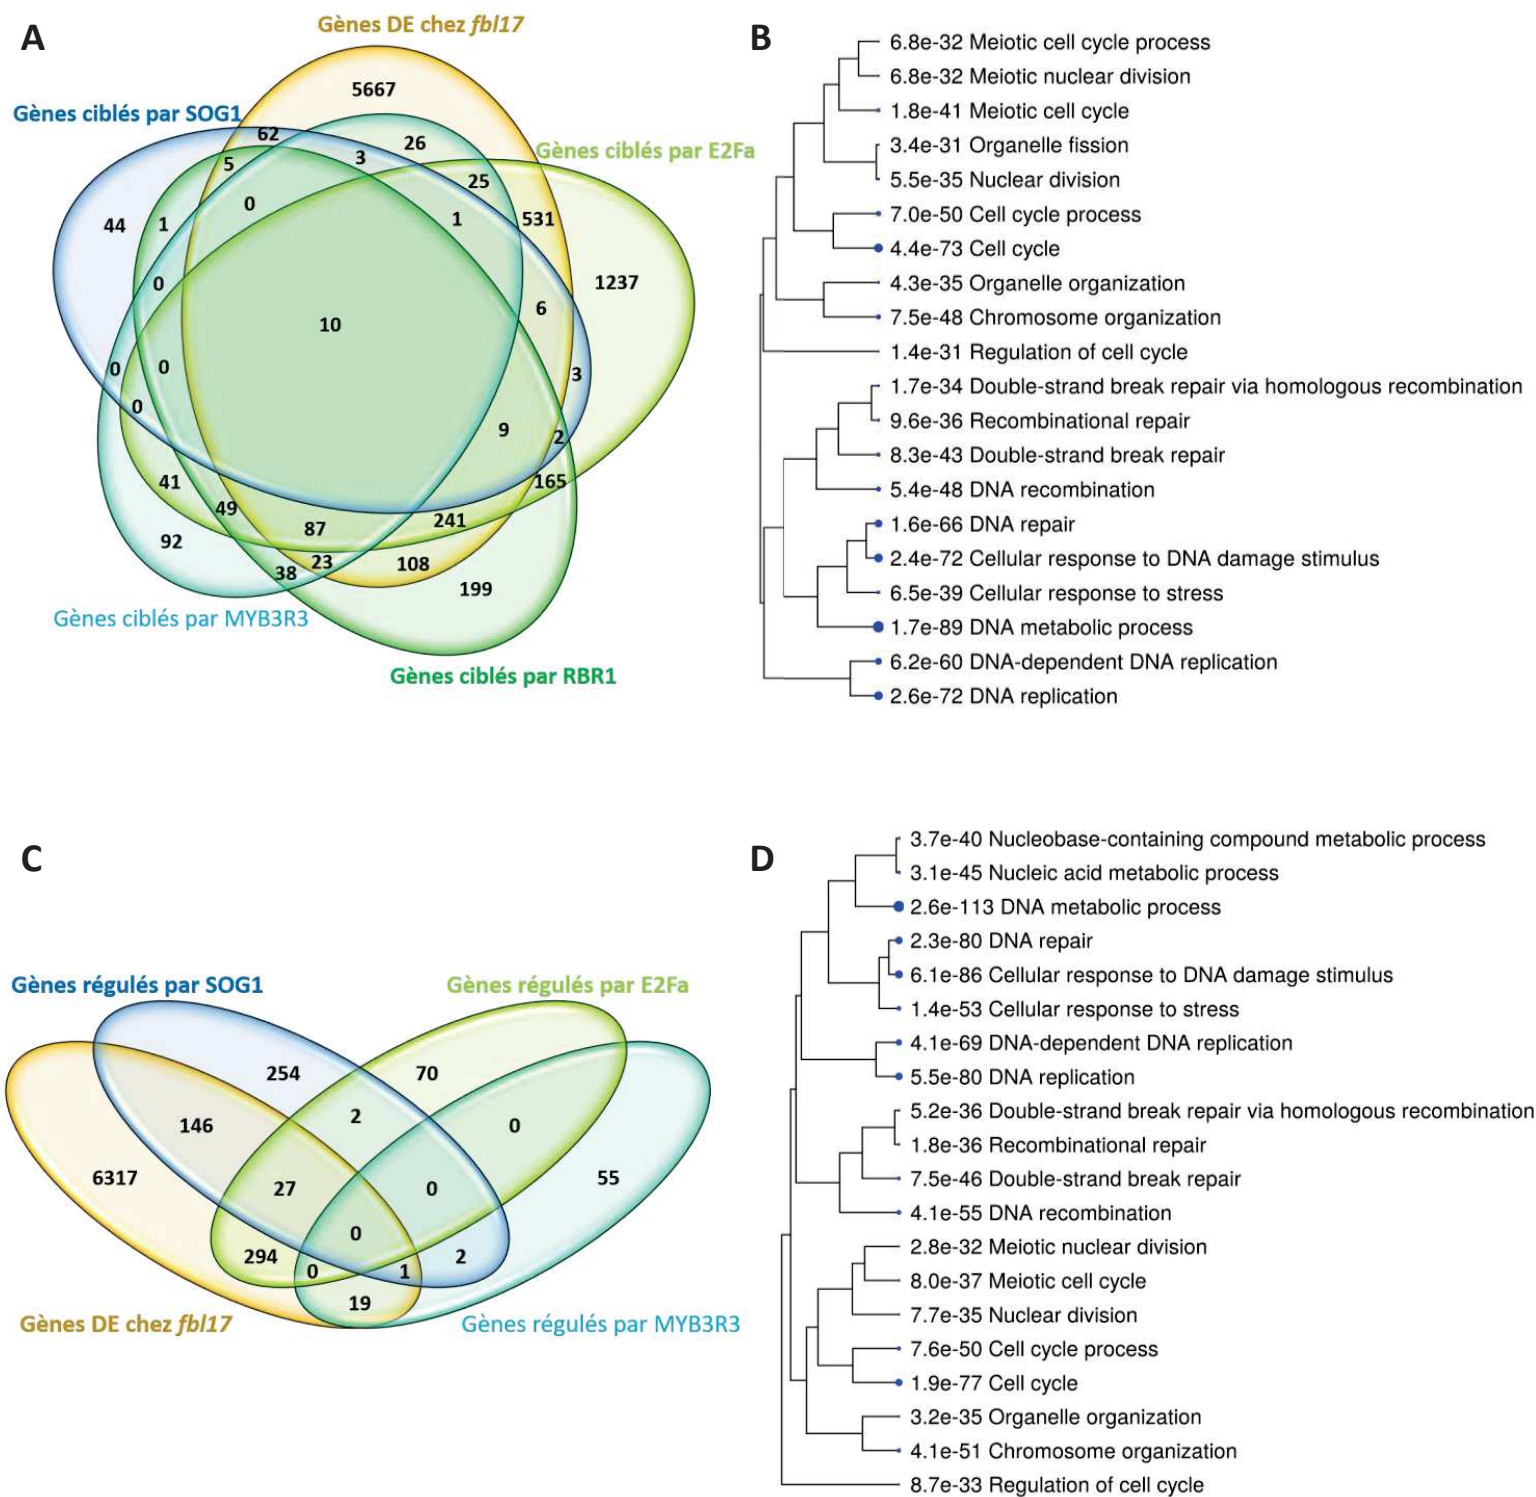 A
Gènes DE chez fbl17
Gènes ciblés par SOG1
Gènes ciblés par E2Fa
5667
62
26
5
3
25
0
1
531
44
1
1237
0
6
10
0
0
3
0
9
2
41
165
49
241
87
92
23
108
38
199
Gènes ciblés par MYB3R3
Gènes ciblés par RBR1
B
6.8e-32 Meiotic cell cycle process
6.8e-32 Meiotic nuclear division
1.8e-41 Meiotic cell cycle
3.4e-31 Organelle fission
5.5e-35 Nuclear division
7.0e-50 Cell cycle process
4.4e-73 Cell cycle
4.3e-35 Organelle organization
7.5e-48 Chromosome organization
1.4e-31 Regulation of cell cycle
1.7e-34 Double-strand break repair via homologous recombination
9.6e-36 Recombinational repair
8.3e-43 Double-strand break repair
5.4e-48 DNA recombination
1.6e-66 DNA repair
2.4e-72 Cellular response to DNA damage stimulus
6.5e-39 Cellular response to stress
1.7e-89 DNA metabolic process
6.2e-60 DNA-dependent DNA replication
2.6e-72 DNA replication
C
Gènes régulés par SOG1
Gènes régulés par E2Fa
254
70
2
146
0
6317
27
0
55
0
294
2
0
1
19
Gènes DE chez fbl17
Gènes régulés par MYB3R3
D
3.7e-40 Nucleobase-containing compound metabolic process
3.1e-45 Nucleic acid metabolic process
2.6e-113 DNA metabolic process
2.3e-80 DNA repair
6.1e-86 Cellular response to DNA damage stimulus
1.4e-53 Cellular response to stress
4.1e-69 DNA-dependent DNA replication
5.5e-80 DNA replication
5.2e-36 Double-strand break repair via homologous recombination
1.8e-36 Recombinational repair
7.5e-46 Double-strand break repair
4.1e-55 DNA recombination
2.8e-32 Meiotic nuclear division
8.0e-37 Meiotic cell cycle
7.7e-35 Nuclear division
7.6e-50 Cell cycle process
1.9e-77 Cell cycle
3.2e-35 Organelle organization
4.1e-51 Chromosome organization
8.7e-33 Regulation of cell cycle